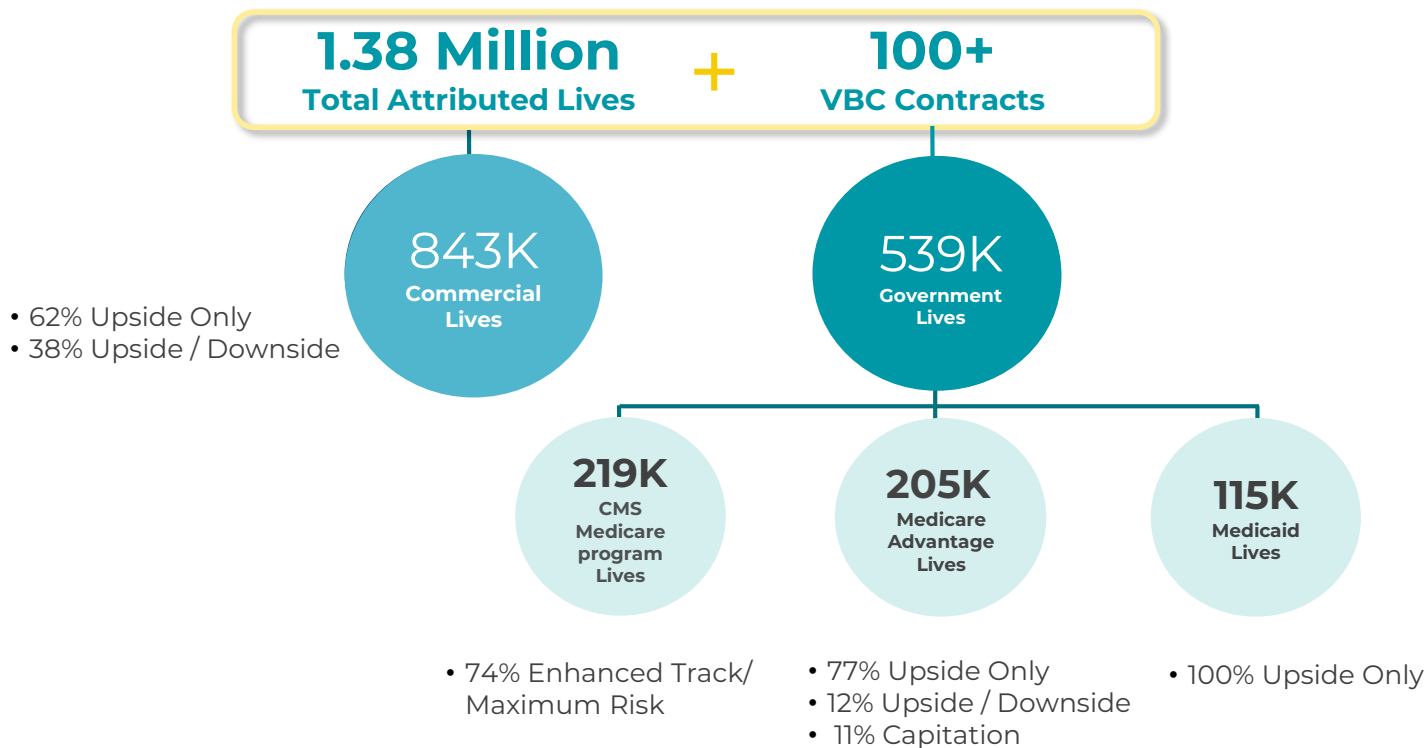 1.38 Million
Total Attributed Lives
+
100+
VBC Contracts
843K
Commercial
Lives
• 62% Upside Only
• 38% Upside / Downside
539K
Government
Lives
219K
CMS
Medicare
program
Lives
205K
Medicare
Advantage
Lives
115K
Medicaid
Lives
• 74% Enhanced Track/
Maximum Risk
• 77% Upside Only
• 12% Upside / Downside
• 11% Capitation
• 100% Upside Only